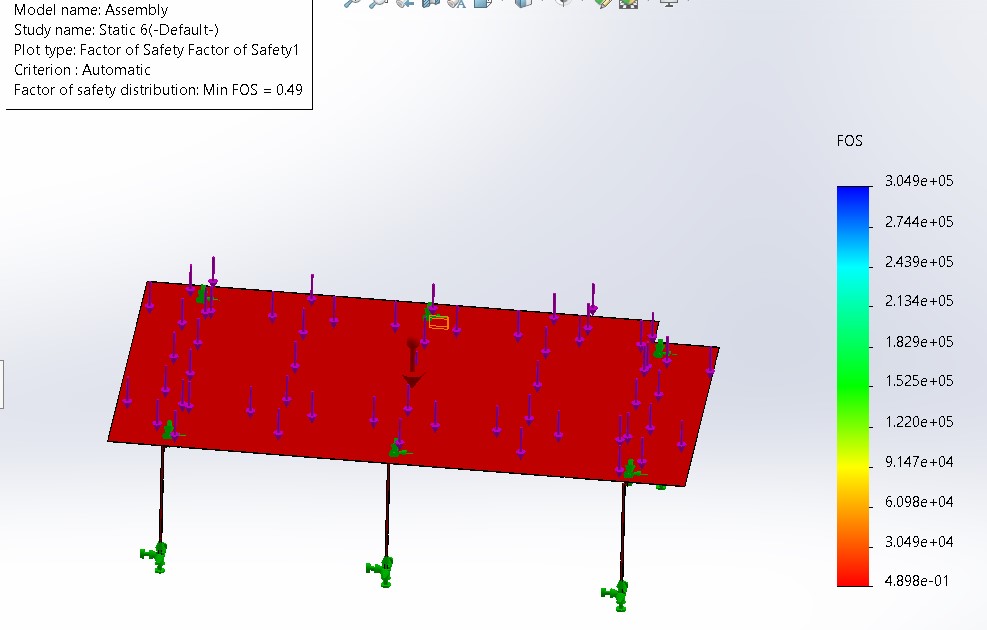 Model name: Assembly
Study name: Static 6(-Default-)
Plot type: Factor of Safety Factor of Safety1
Criterion : Automatic
Factor of safety distribution: Min FOS = 0.49
FOS
3.049e+05
2.744e+05
2.439e+05
2.134e+05
1.829e+05
1.525e+05
1.220e+05
9.147e+04
6.098e+04
3.049e+04
4.898e-01